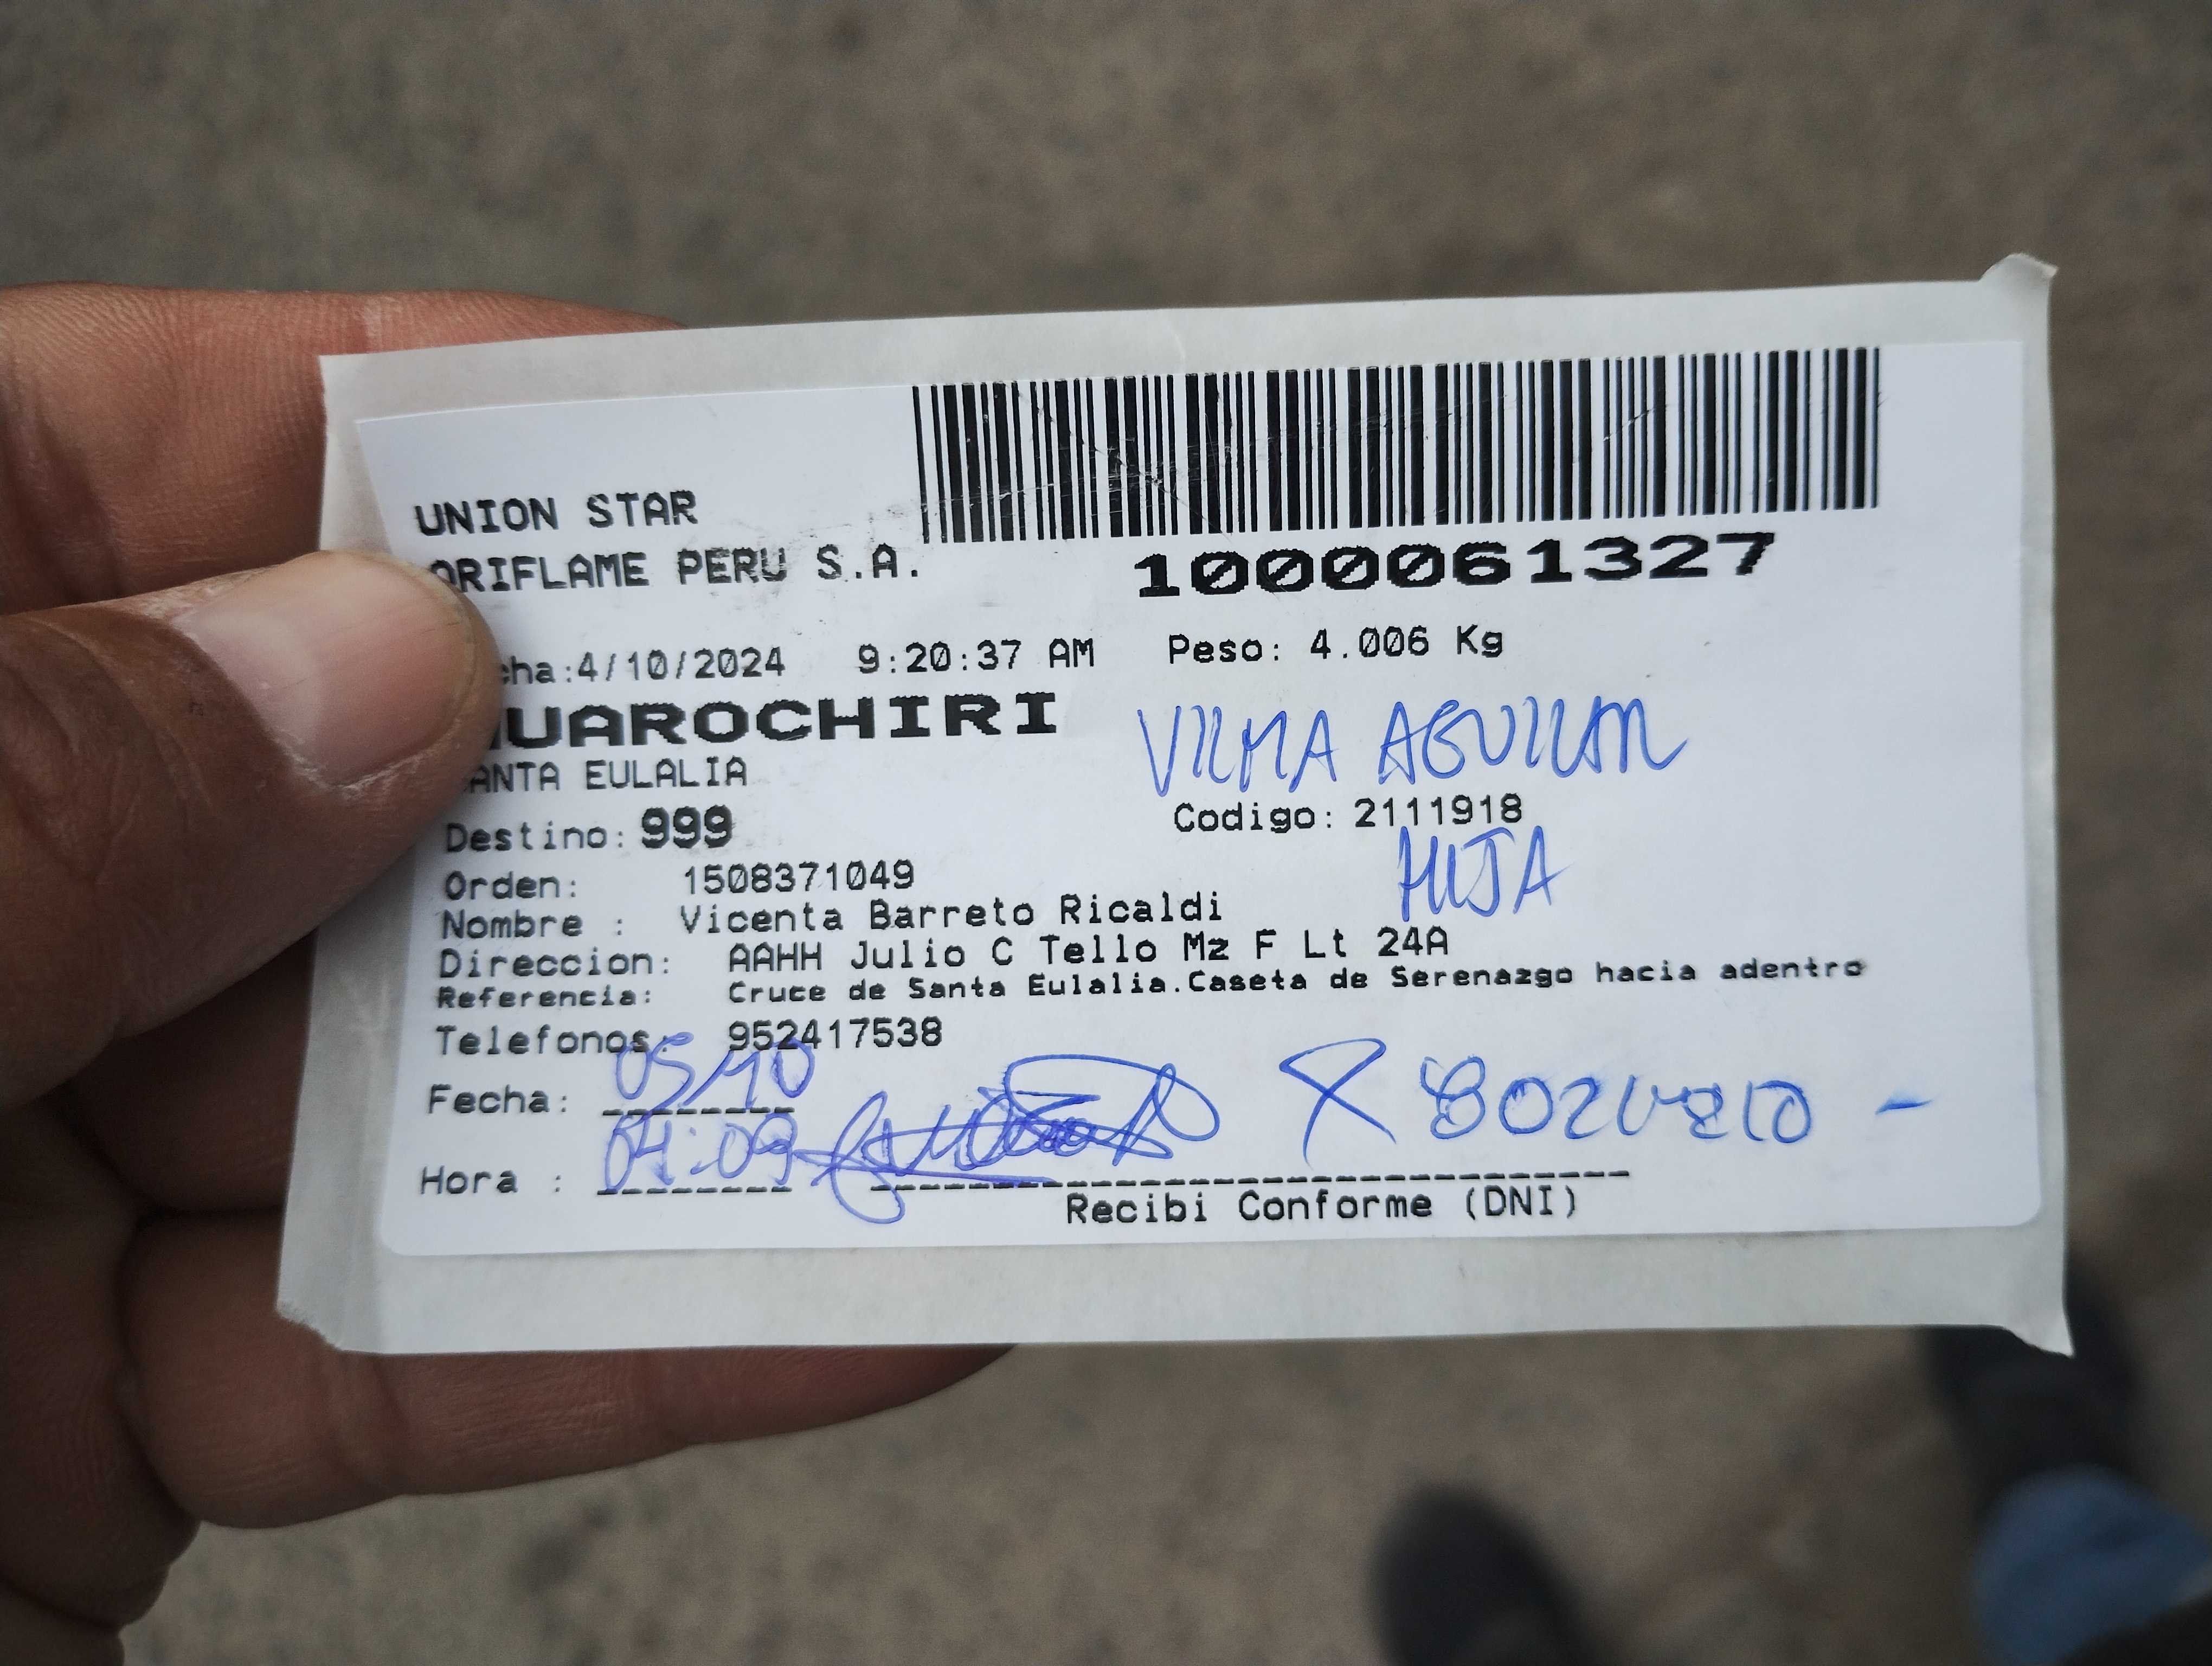 UNION STAR
ORIFLAME PERU S.A.
1000061327
cha:4/10/2024 9:20:37 AM Peso: 4.006 Kg
HUAROCHIRI
VILMA AGUILAR
ANTA EULALIA
Destino: 999 Codigo: 2111918
HIJA
Orden: 1508371049
Nombre : Vicenta Barreto Ricaldi
Direccion: AAHH Julio C Tello Mz F Lt 24A
Referencia: Cruce de Santa Eulalia.Caseta de Serenazgo hacia adentro
Telefonos: 952417538
Fecha: 05/10
Hora : 04:09
Recibi Conforme (DNI)